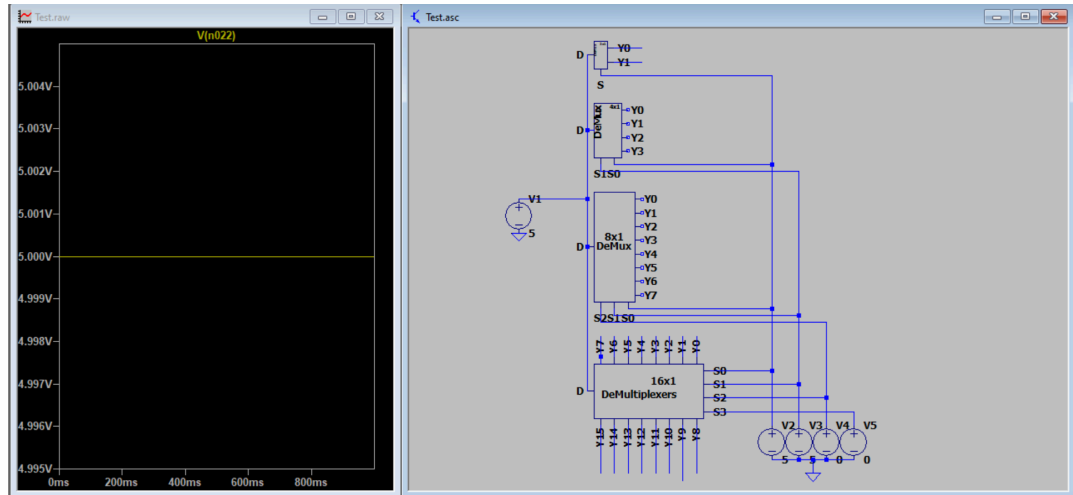 Test.raw
V(n022)
5.004V
5.003V
5.002V
5.001V
5.000V
4.999V
4.998V
4.997V
4.996V
4.995V
0ms 200ms 400ms 600ms 800ms
Test.asc
D Y0
Y1
S
4x1
DeMux
D
Y0
Y1
Y2
Y3
S1S0
V1
5
8x1
DeMux
D
Y0
Y1
Y2
Y3
Y4
Y5
Y6
Y7
S2S1S0
Y7 Y6 Y5 Y4 Y3 Y2 Y1 Y0
16x1
DeMultiplexers
D
S0
S1
S2
S3
Y15 Y14 Y13 Y12 Y11 Y10 Y9 Y8
V2 V3 V4 V5
5 5 0 0